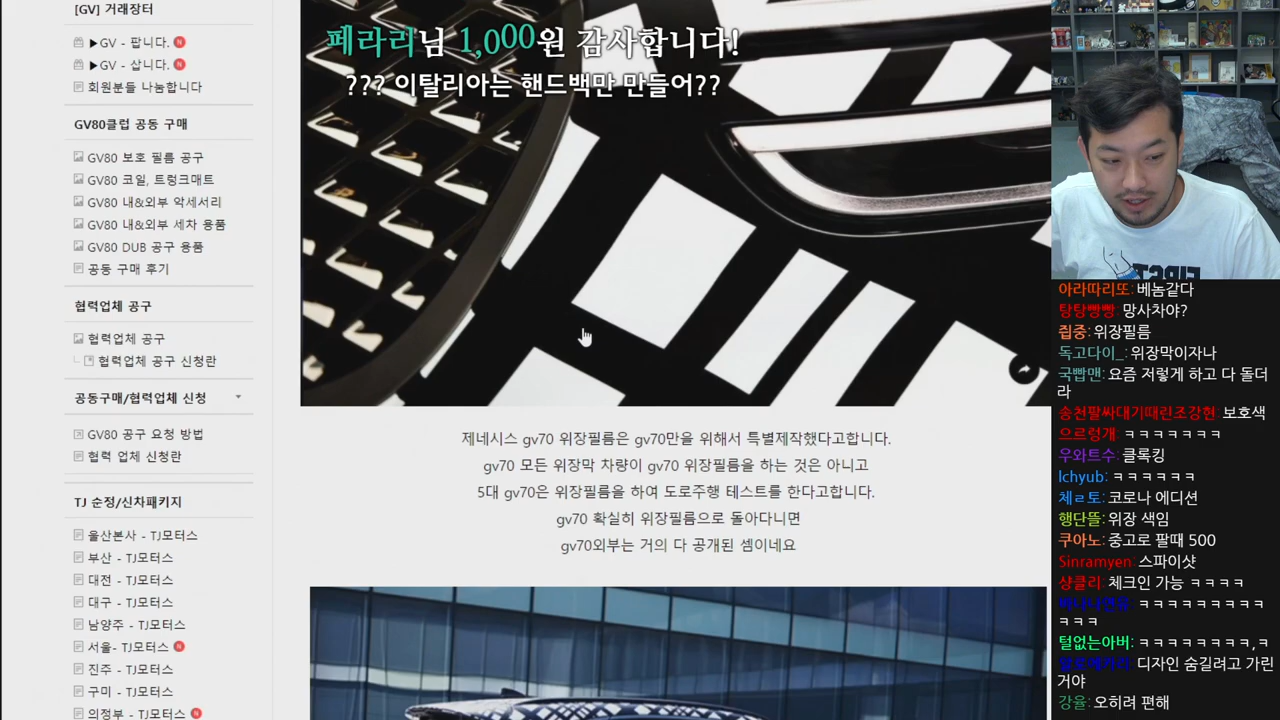 [GV] 거래장터
▶GV - 팝니다. N
▶GV - 삽니다. N
회원분들 나눔합니다
GV80클럽 공동 구매
GV80 보호 필름 공구
GV80 코일, 트렁크매트
GV80 내&외부 악세서리
GV80 내&외부 세차 용품
GV80 DUB 공구 용품
공동 구매 후기
협력업체 공구
협력업체 공구
협력업체 공구 신청란
공동구매/협력업체 신청
GV80 공구 요청 방법
협력 업체 신청란
TJ 순정/신차패키지
울산본사 - TJ모터스
부산 - TJ모터스
대전 - TJ모터스
대구 - TJ모터스
남양주 - TJ모터스
서울- TJ모터스 N
진주 - TJ모터스
구미 - TJ모터스
의정부 - TJ모터스 N
페라리님 1,000원 감사합니다!
??? 이탈리아는 핸드백만 만들어??
제네시스 gv70 위장필름은 gv70만을 위해서 특별제작했다고합니다.
gv70 모든 위장막 차량이 gv70 위장필름을 하는 것은 아니고
5대 gv70은 위장필름을 하여 도로주행 테스트를 한다고합니다.
gv70 확실히 위장필름으로 돌아다니면
gv70외부는 거의 다 공개된 셈이네요
아라따리또: 베놈같다
탕탕빵빵: 망사차야?
줩중: 위장필름
독고다이_: 위장막이자나
국빱맨: 요즘 저렇게 하고 다 돌더
라
송천팔싸대기때린조강현: 보호색
으르렁개: ㅋㅋㅋㅋㅋㅋㅋ
우와트수: 클록킹
lchyub: ㅋㅋㅋㅋㅋㅋ
체ㄹ토: 코로나 에디션
행단뜰: 위장 색임
쿠아노: 중고로 팔때 500
Sinramyen: 스파이샷
샹클리: 체크인 가능 ㅋㅋㅋㅋ
ㅋㅋㅋㅋㅋㅋㅋㅋㅋ
ㅋㅋㅋ
털없는아버: ㅋㅋㅋㅋㅋㅋㅋㅋ,ㅋ
디자인 숨길려고 가린
거야
강율: 오히려 편해